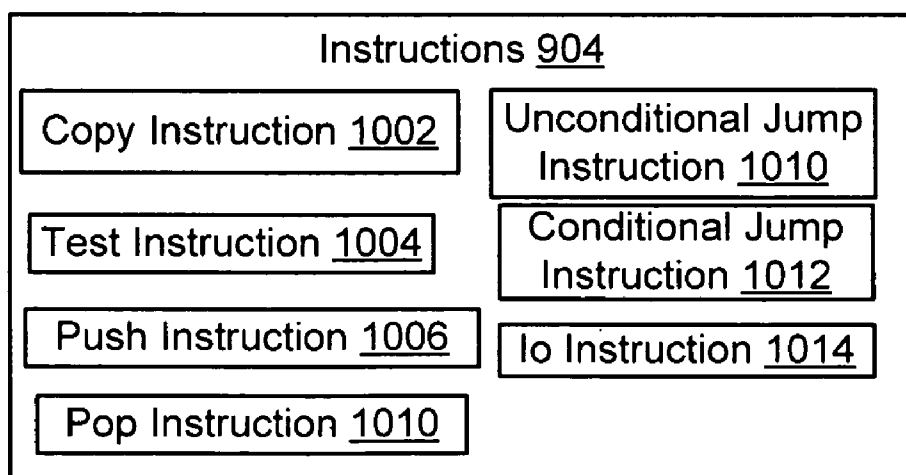 Instructions 904
Copy Instruction 1002
Test Instruction 1004
Push Instruction 1006
Pop Instruction 1010
Unconditional Jump
Instruction 1010
Conditional Jump
Instruction 1012
Io Instruction 1014